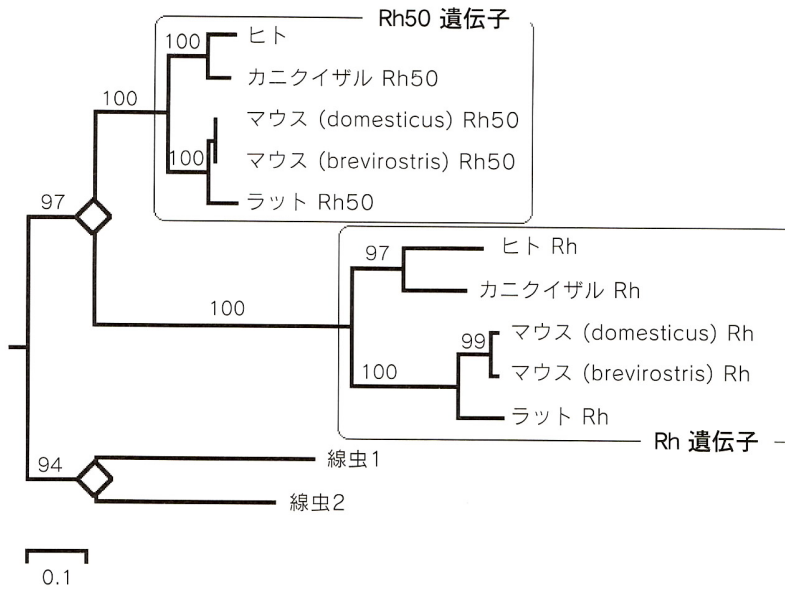 Rh50 遺伝子
100
ヒト
カニクイザル Rh50
100
マウス (domesticus) Rh50
マウス (brevirostris) Rh50
100
ラット Rh50
97
ヒト Rh
97
カニクイザル Rh
100
マウス (domesticus) Rh
99
マウス (brevirostris) Rh
100
ラット Rh
Rh 遺伝子
94
線虫1
線虫2
0.1